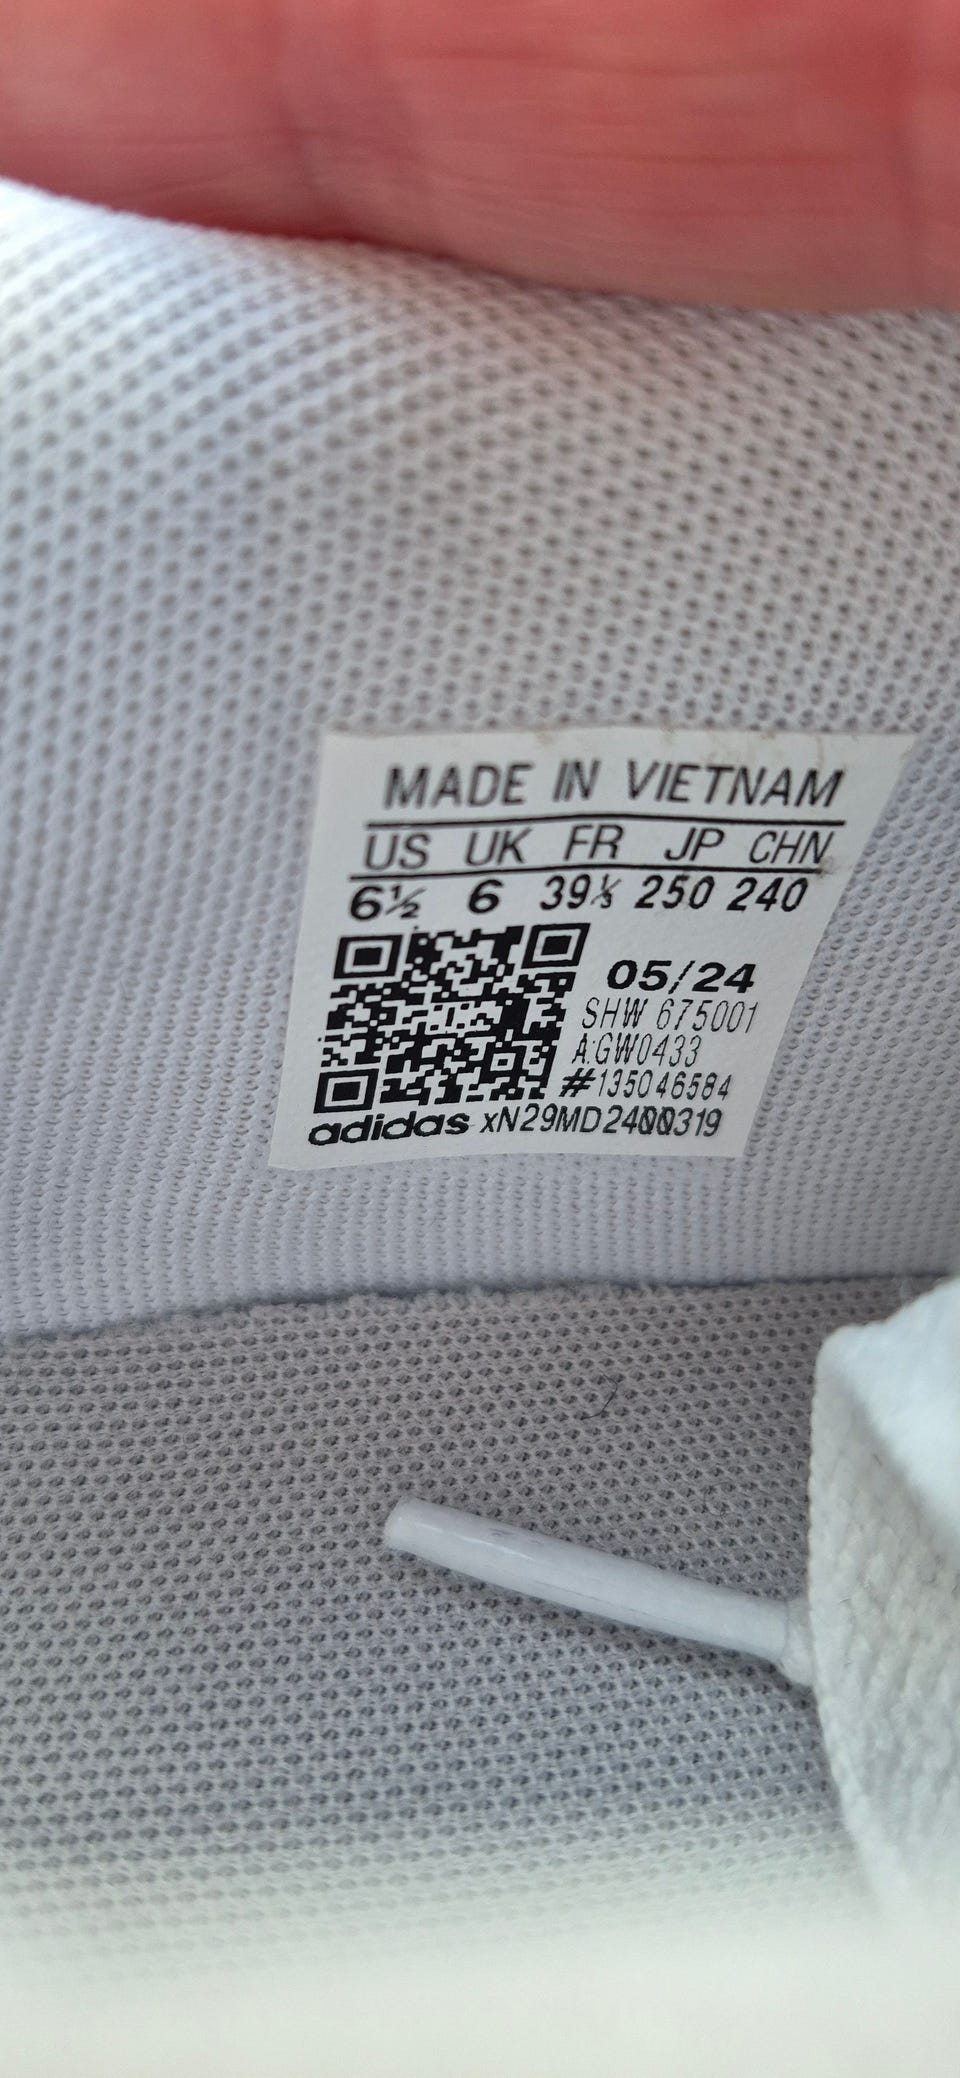 MADE IN VIETNAM
US UK FR JP CHN
6½ 6 39⅓ 250 240
05/24
SHW 675001
A:GW0433
#135046584
adidas xN29MD2400319